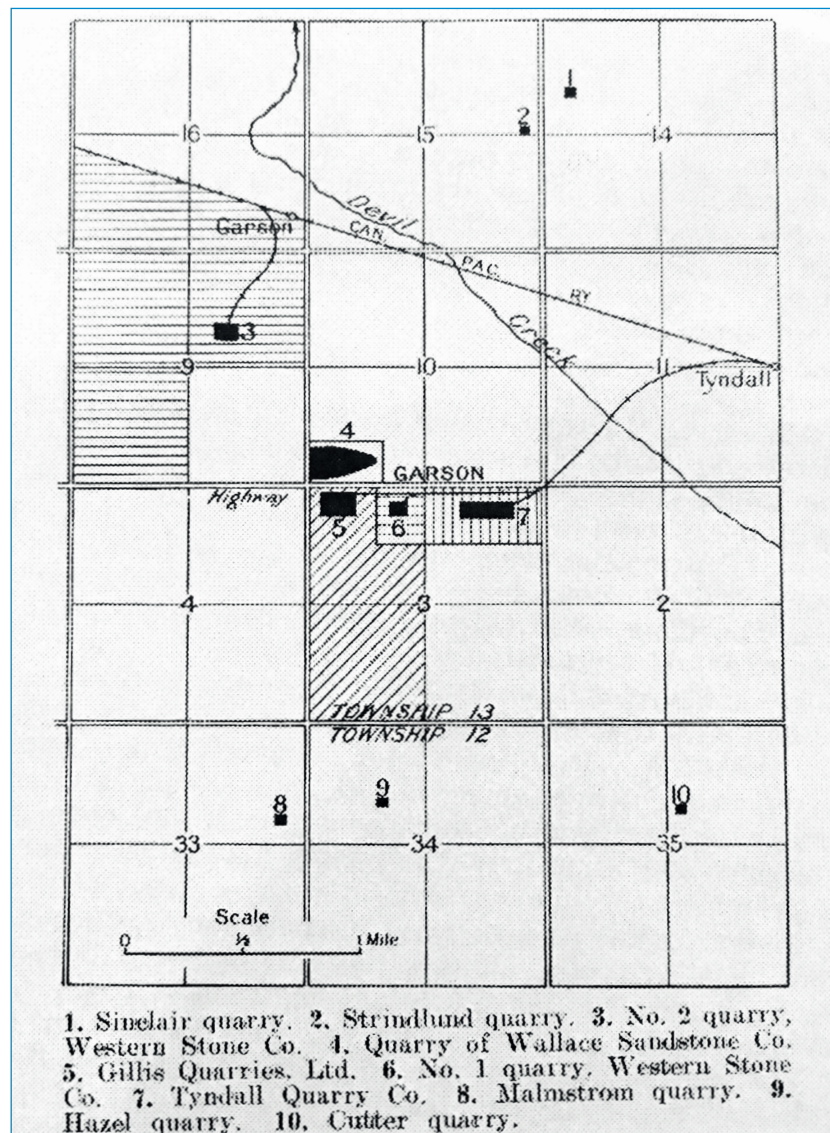 1
2
16
15
14
Devil
Garson
CAN.
PAC.
RY
3
Creek
9
10
11
Tyndall
4
GARSON
Highway
5
6
7
4
3
2
TOWNSHIP 13
TOWNSHIP 12
8
9
10
33
34
35
Scale
0
½
1 Mile
1. Sinclair quarry. 2. Strindlund quarry. 3. No. 2 quarry,
Western Stone Co. 4. Quarry of Wallace Sandstone Co.
5. Gillis Quarries, Ltd. 6. No. 1 quarry, Western Stone
Co. 7. Tyndall Quarry Co. 8. Malmstrom quarry. 9.
Hazel quarry. 10. Cutter quarry.